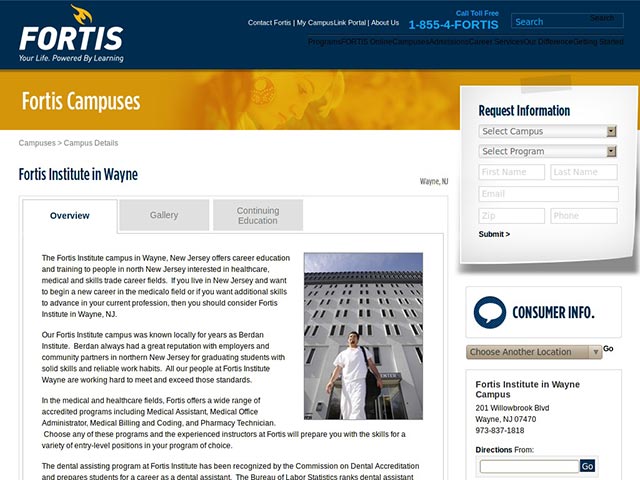 FORTIS
Your Life. Powered By Learning
Contact Fortis | My CampusLink Portal | About Us
Call Toll Free
1-855-4-FORTIS
Search
Search
Programs FORTIS Online Campuses Admissions Career Services Our Difference Getting Started
Fortis Campuses
Campuses > Campus Details
Fortis Institute in Wayne
Wayne, NJ
Overview
Gallery
Continuing
Education
The Fortis Institute campus in Wayne, New Jersey offers career education
and training to people in north New Jersey interested in healthcare,
medical and skills trade career fields.  If you live in New Jersey and want
to begin a new career in the medicalo field or if you want additional skills
to advance in your current profession, then you should consider Fortis
Institute in Wayne, NJ.
Our Fortis Institute campus was known locally for years as Berdan
Institute.  Berdan always had a great reputation with employers and
community partners in northern New Jersey for graduating students with
solid skills and reliable work habits.  All our people at Fortis Institute
Wayne are working hard to meet and exceed those standards.
In the medical and healthcare fields, Fortis offers a wide range of
accredited programs including Medical Assistant, Medical Office
Administrator, Medical Billing and Coding, and Pharmacy Technician.
Choose any of these programs and the experienced instructors at Fortis will prepare you with the skills for a
variety of entry-level positions in your program of choice.
The dental assisting program at Fortis Institute has been recognized by the Commission on Dental Accreditation
and prepares students for a career as a dental assistant.  The Bureau of Labor Statistics ranks dental assistant
Request Information
Select Campus
Select Program
First Name
Last Name
Email
Zip
Phone
Submit >
CONSUMER INFO.
Choose Another Location
Go
Fortis Institute in Wayne
Campus
201 Willowbrook Blvd
Wayne, NJ 07470
973-837-1818
Directions From:
Go